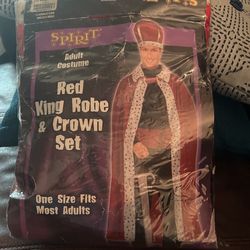 SPIRIT
Adult
Costume
Red
King Robe
& Crown
Set
One Size Fits
Most Adults